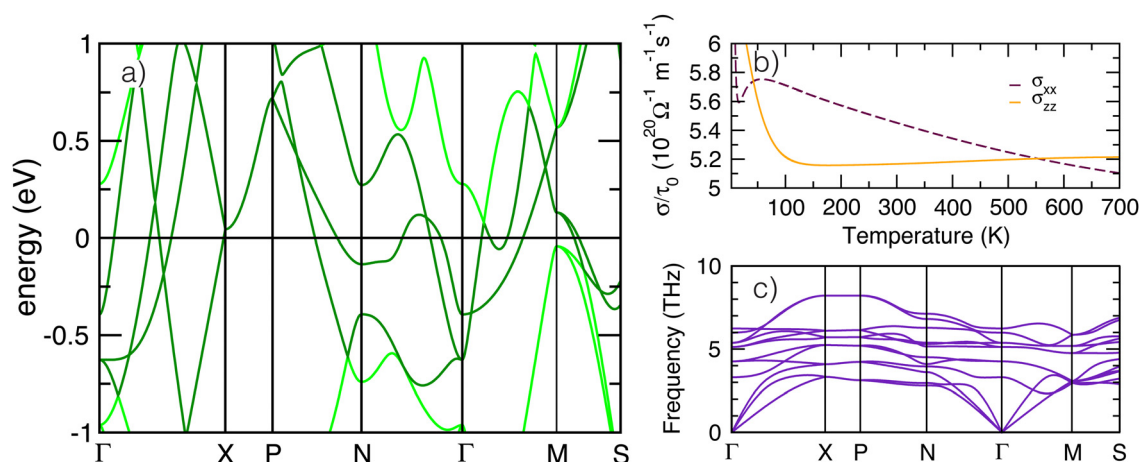 a)
energy (eV)
1
0.5
0
-0.5
-1
Γ X P N Γ M S
b)
σ/τ₀ (10²⁰Ω⁻¹ m⁻¹ s⁻¹)
6
5.8
5.6
5.4
5.2
5
σxx
σzz
100 200 300 400 500 600 700
Temperature (K)
c)
Frequency (THz)
10
5
0
Γ X P N Γ M S